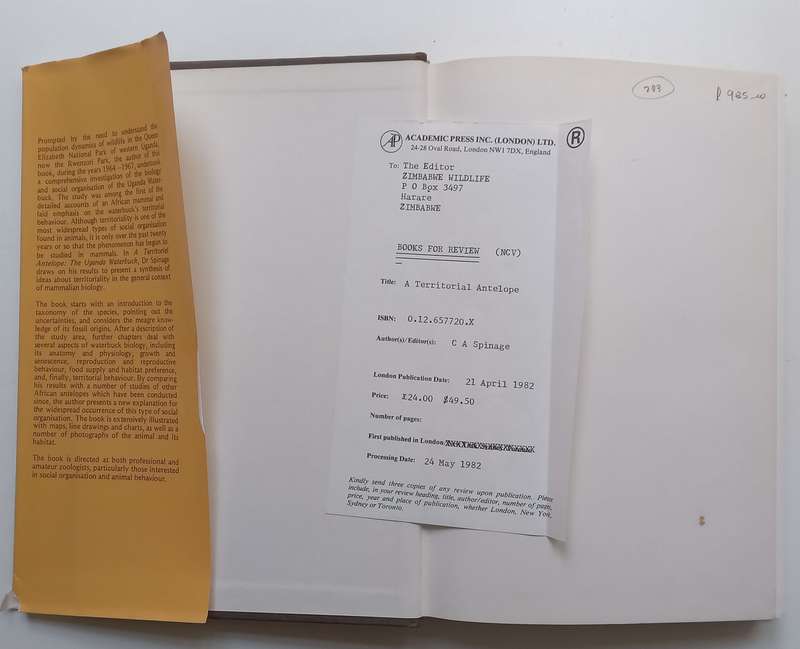 Prompted by the need to understand the
population dynamics of wildlife in the Queen
Elizabeth National Park of western Uganda,
now the Rwenzori Park, the author of this
book, during the years 1964–1967, undertook
a comprehensive investigation of the biology
and social organisation of the Uganda Water-
buck. The study was among the first of the
detailed accounts of an African mammal and
laid emphasis on the waterbuck's territorial
behaviour. Although territoriality is one of the
most widespread types of social organisation
found in animals, it is only over the past twenty
years or so that the phenomenon has begun to
be studied in mammals. In A Territorial
Antelope: The Uganda Waterbuck, Dr Spinage
draws on his results to present a synthesis of
ideas about territoriality in the general context
of mammalian biology.
The book starts with an introduction to the
taxonomy of the species, pointing out the
uncertainties, and considers the meagre know-
ledge of its fossil origins. After a description of
the study area, further chapters deal with
several aspects of waterbuck biology, including
its anatomy and physiology, growth and
senescence, reproduction and reproductive
behaviour, food supply and habitat preference,
and, finally, territorial behaviour. By comparing
his results with a number of studies of other
African antelopes which have been conducted
since, the author presents a new explanation for
the widespread occurrence of this type of social
organisation. The book is extensively illustrated
with maps, line drawings and charts, as well as a
number of photographs of the animal and its
habitat.
The book is directed at both professional and
amateur zoologists, particularly those interested
in social organisation and animal behaviour.
AP ACADEMIC PRESS INC. (LONDON) LTD. R
24-28 Oval Road, London NW1 7DX, England
To: The Editor
ZIMBABWE WILDLIFE
P O Box 3497
Harare
ZIMBABWE
BOOKS FOR REVIEW (NCV)
Title: A Territorial Antelope
ISBN: 0.12.657720.X
Author(s)/Editor(s): C A Spinage
London Publication Date: 21 April 1982
Price: £24.00 $49.50
Number of pages:
First published in London/
Processing Date: 24 May 1982
Kindly send three copies of any review upon publication. Please
include, in your review heading, title, author/editor, number of pages,
price, year and place of publication, whether London, New York,
Sydney or Toronto.